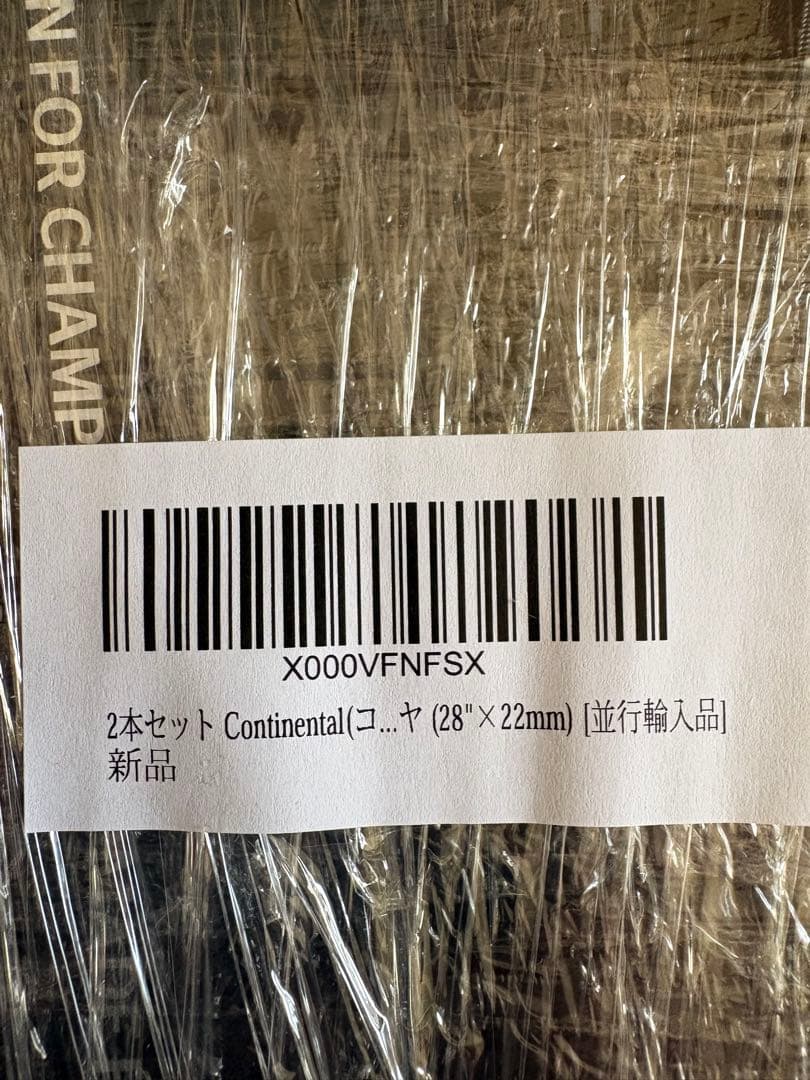 N FOR CHAMP
X000VFNFSX
2本セット Continental(コ...ヤ (28"×22mm) [並行輸入品]
新品